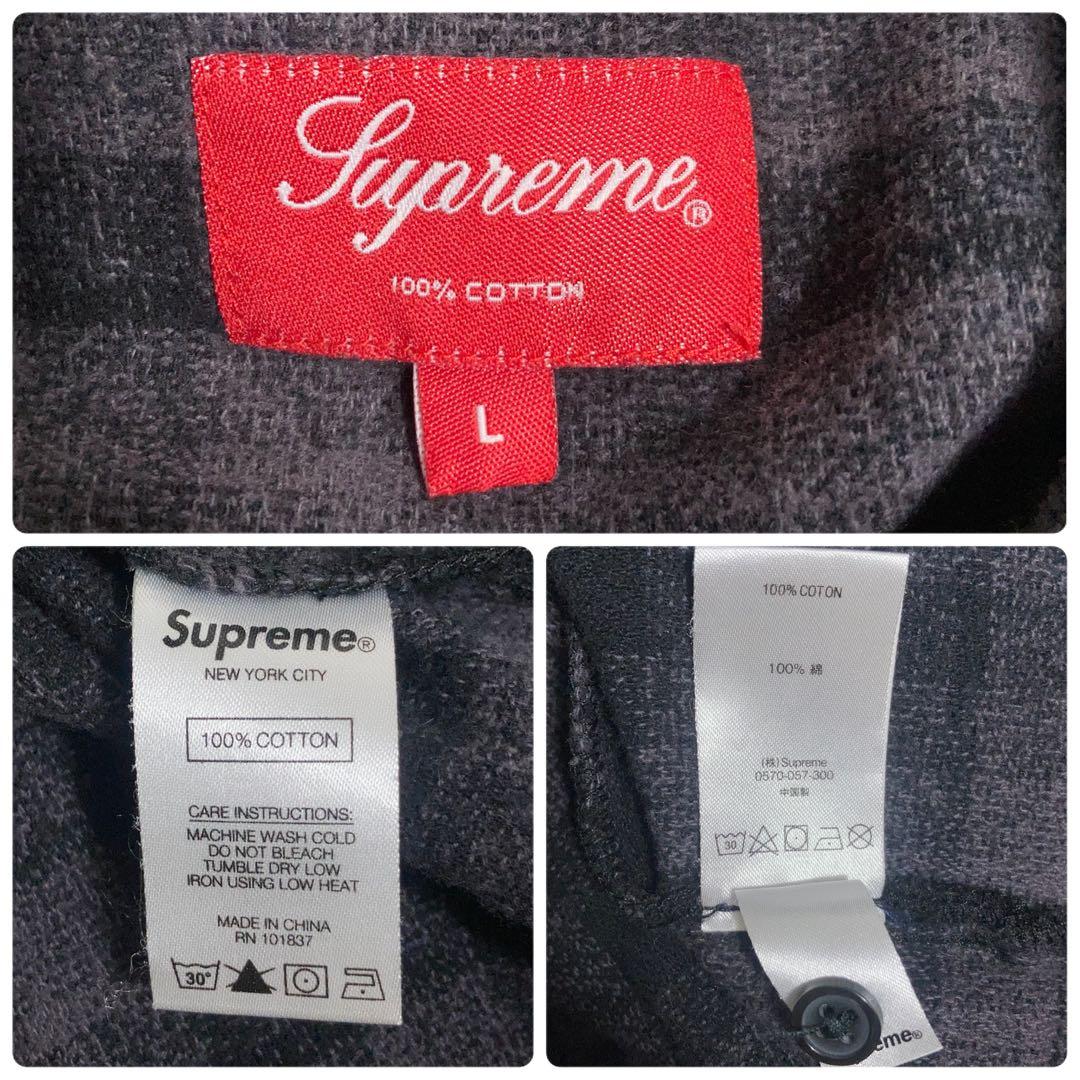 Supreme®
100% COTTON
L
Supreme®
NEW YORK CITY
100% COTTON
CARE INSTRUCTIONS:
MACHINE WASH COLD
DO NOT BLEACH
TUMBLE DRY LOW
IRON USING LOW HEAT
MADE IN CHINA
RN 101837
30°
100% COTON
100% 綿
(株) Supreme
0570-057-300
中国製
30
eme®